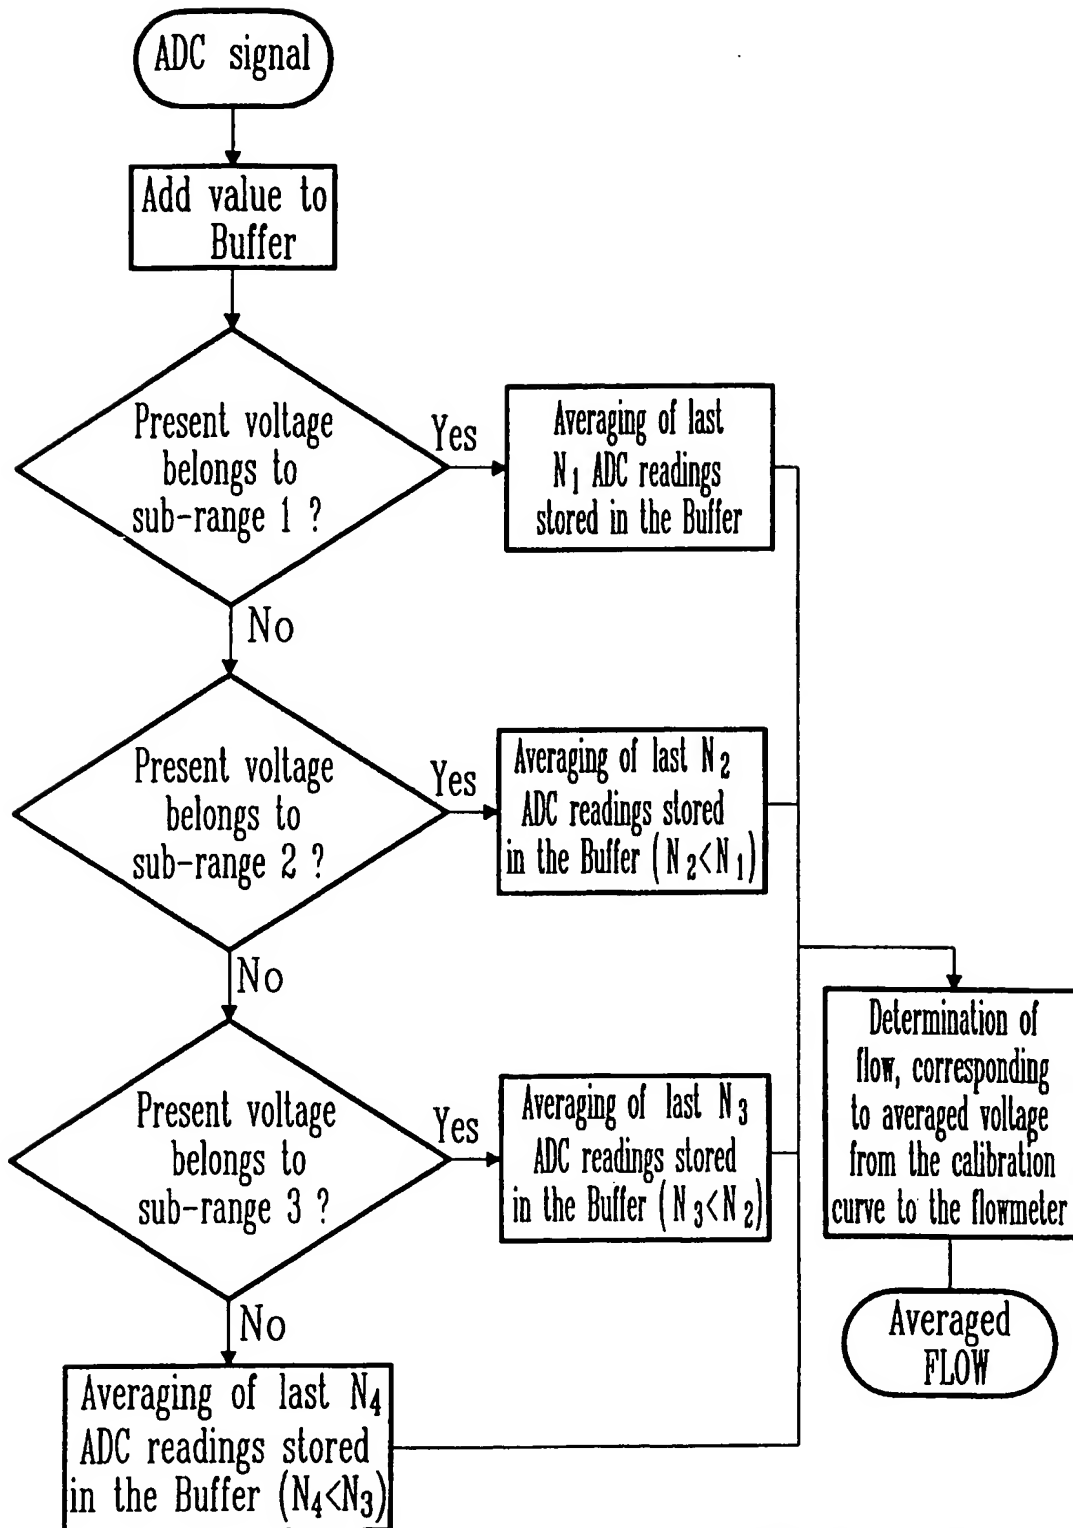 ADC signal
Add value to
Buffer
Present voltage
belongs to
sub-range 1 ?
Yes
Averaging of last
N1 ADC readings
stored in the Buffer
No
Present voltage
belongs to
sub-range 2 ?
Yes
Averaging of last N2
ADC readings stored
in the Buffer (N2<N1)
No
Present voltage
belongs to
sub-range 3 ?
Yes
Averaging of last N3
ADC readings stored
in the Buffer (N3<N2)
No
Averaging of last N4
ADC readings stored
in the Buffer (N4<N3)
Determination of
flow, corresponding
to averaged voltage
from the calibration
curve to the flowmeter
Averaged
FLOW